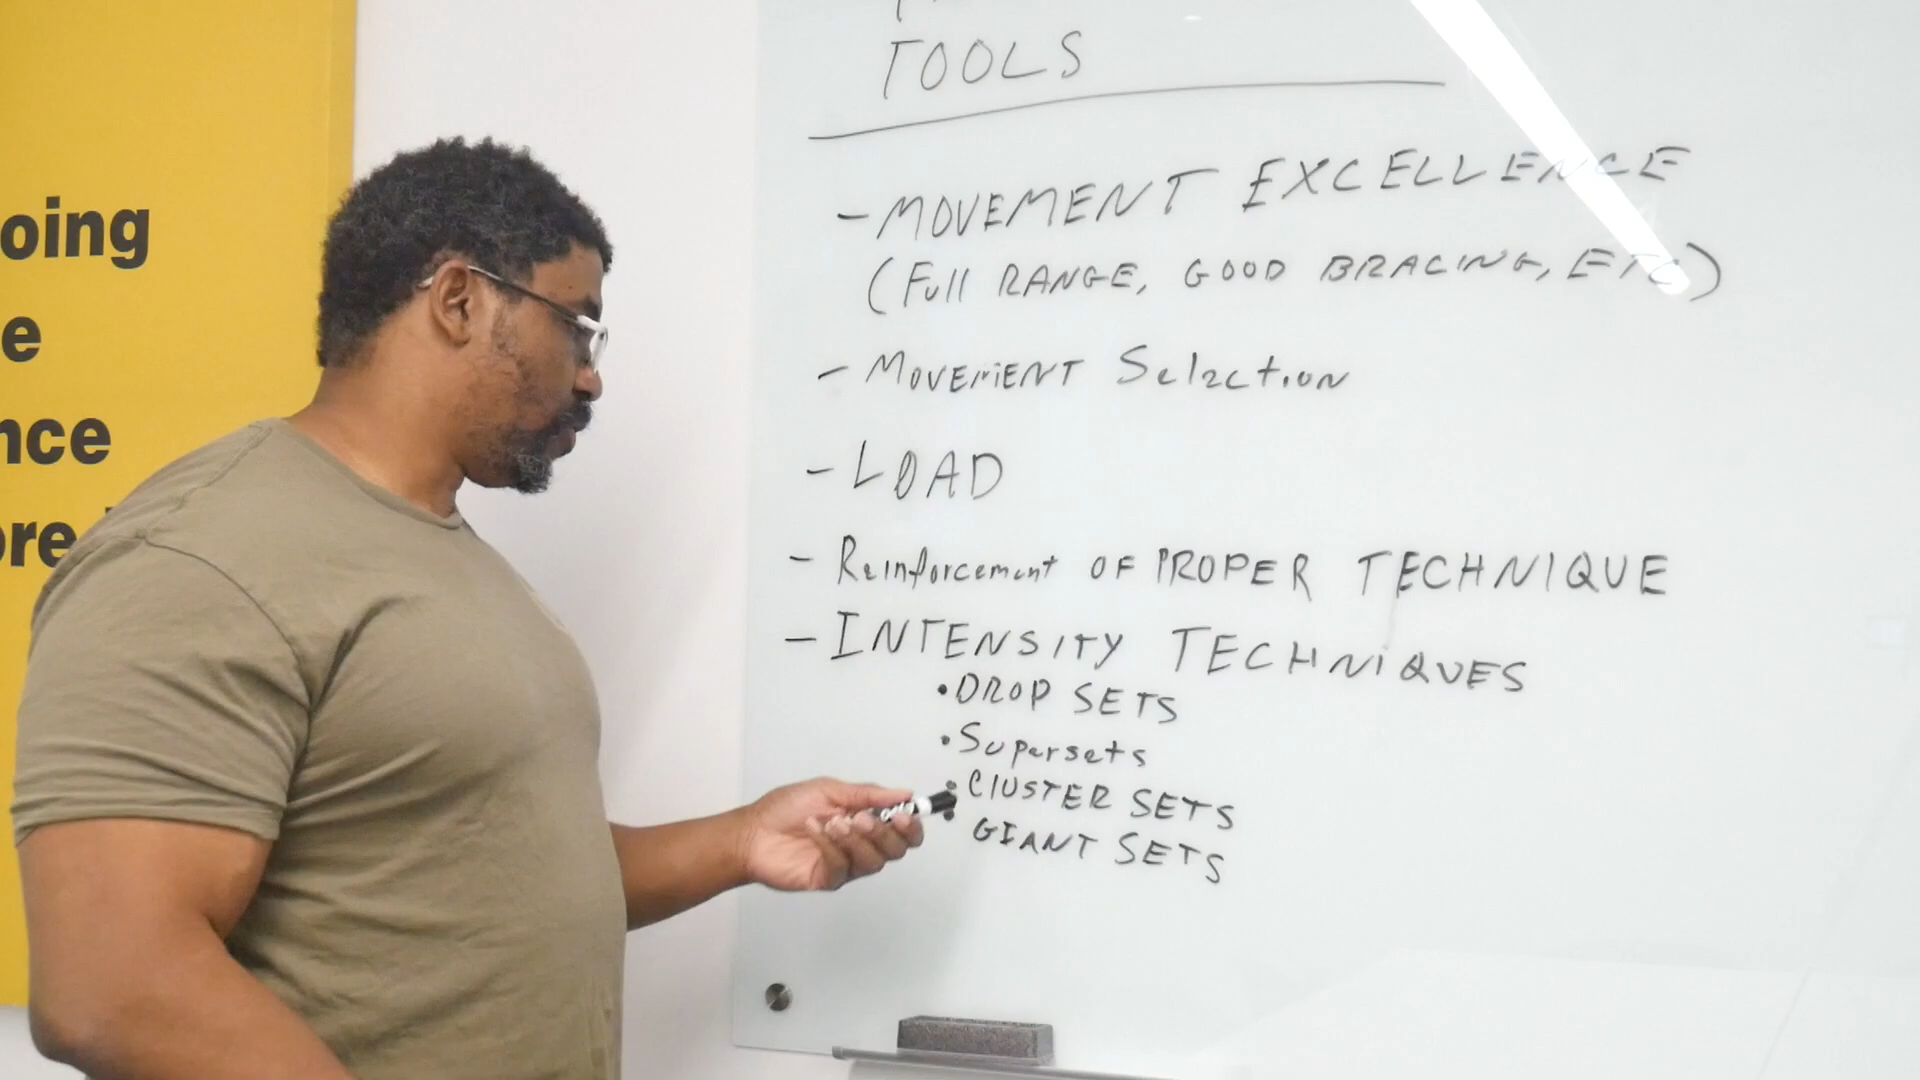 oing
e
nce
ore
TOOLS
- MOVEMENT EXCELLENCE
(Full RANGE, GOOD BRACING, ETC)
- MOVEMENT Selection
- LOAD
- Reinforcement OF PROPER TECHNIQUE
- INTENSITY TECHNIQUES
• DROP SETS
• Supersets
• CLUSTER SETS
• GIANT SETS